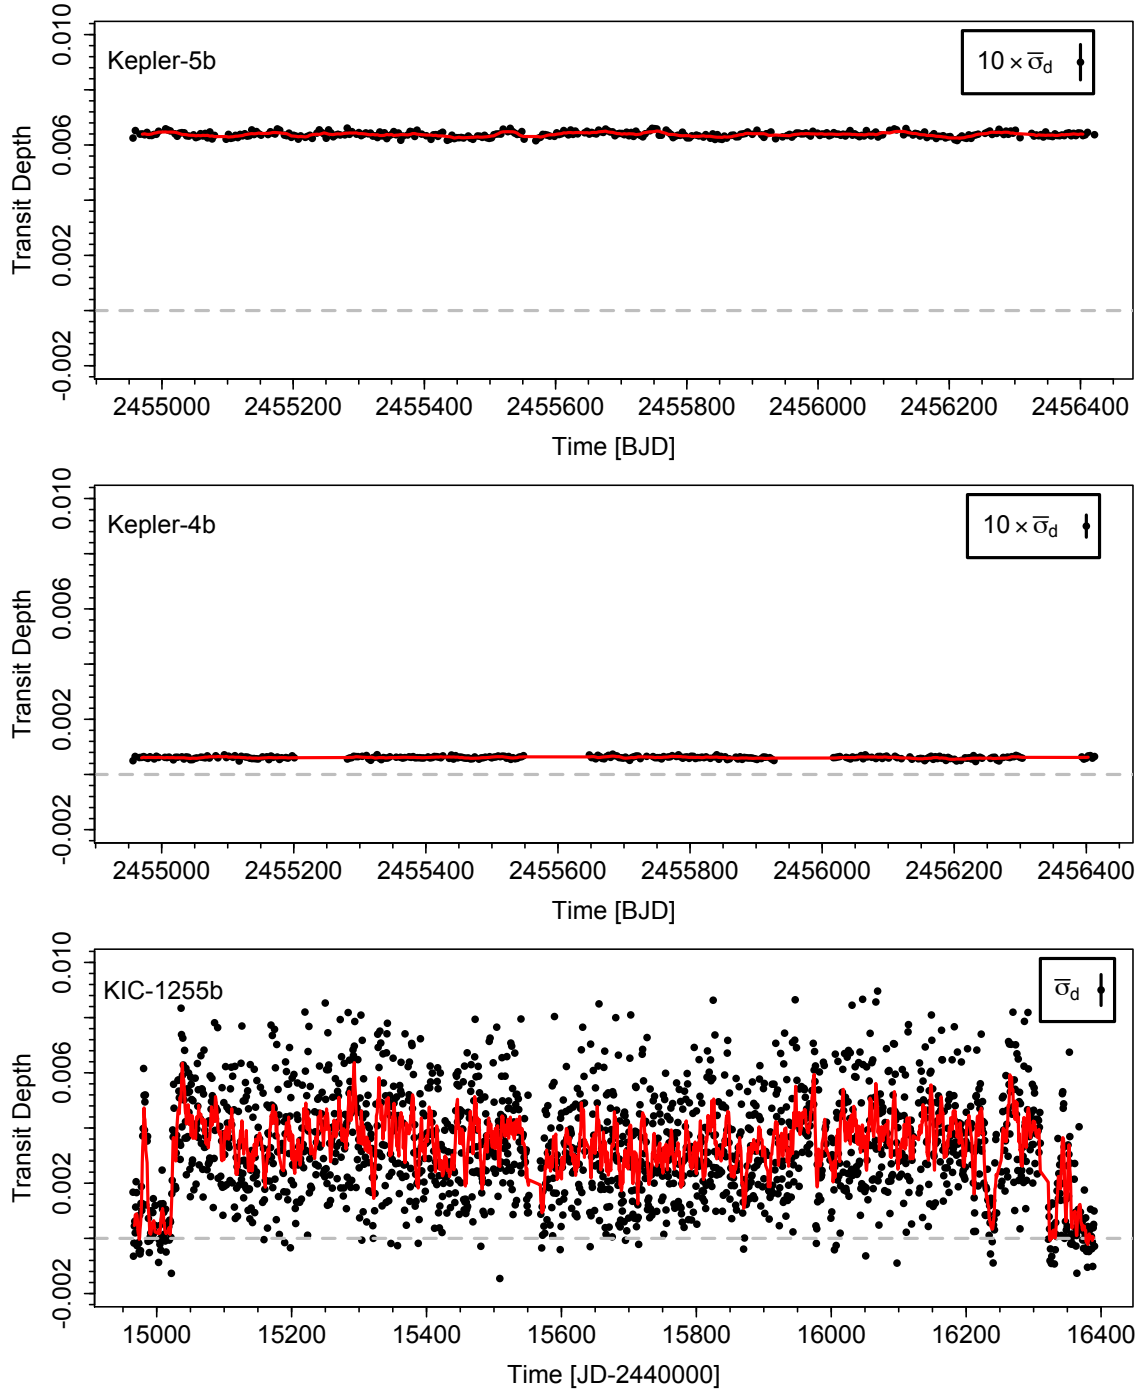 Kepler-5b
10 × σ̅d
Transit Depth
0.010
0.006
0.002
-0.002
2455000 2455200 2455400 2455600 2455800 2456000 2456200 2456400
Time [BJD]
Kepler-4b
10 × σ̅d
Transit Depth
0.010
0.006
0.002
-0.002
2455000 2455200 2455400 2455600 2455800 2456000 2456200 2456400
Time [BJD]
KIC-1255b
σ̅d
Transit Depth
0.010
0.006
0.002
-0.002
15000 15200 15400 15600 15800 16000 16200 16400
Time [JD-2440000]